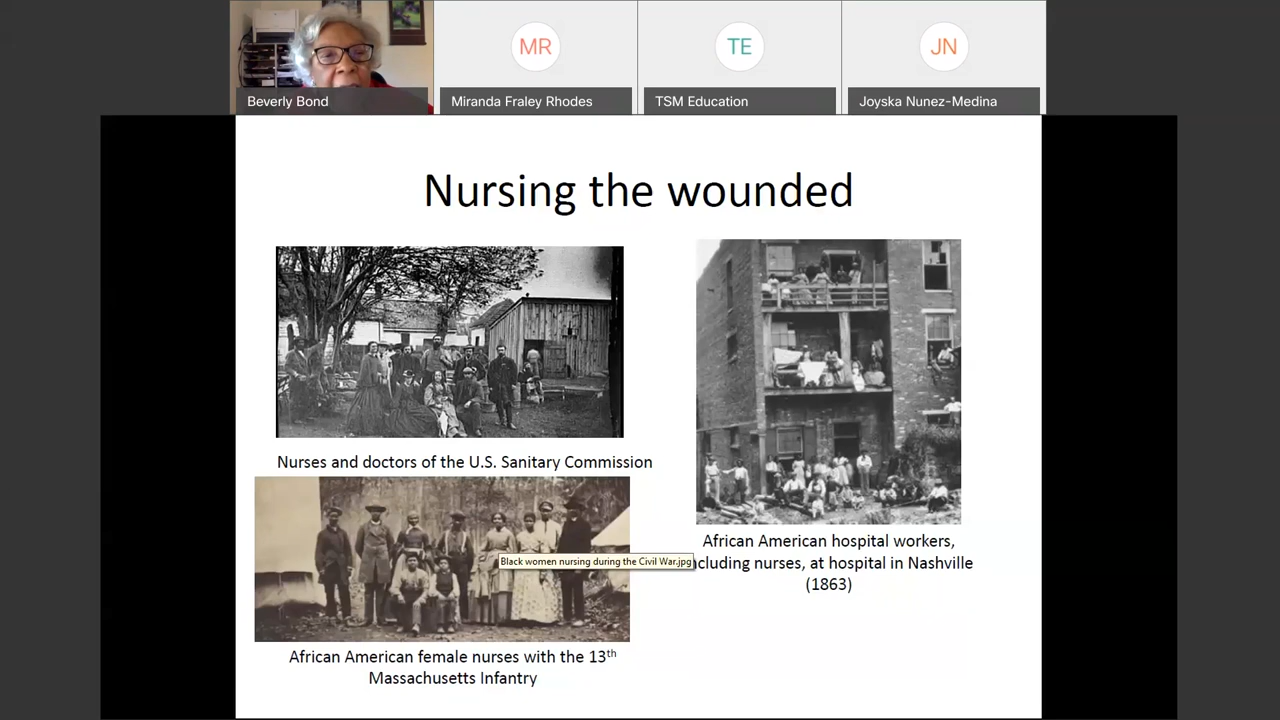 MR
TE
JN
Beverly Bond
Miranda Fraley Rhodes
TSM Education
Joyska Nunez-Medina
Nursing the wounded
Nurses and doctors of the U.S. Sanitary Commission
African American hospital workers,
ncluding nurses, at hospital in Nashville
(1863)
Black women nursing during the Civil War.jpg
African American female nurses with the 13th
Massachusetts Infantry